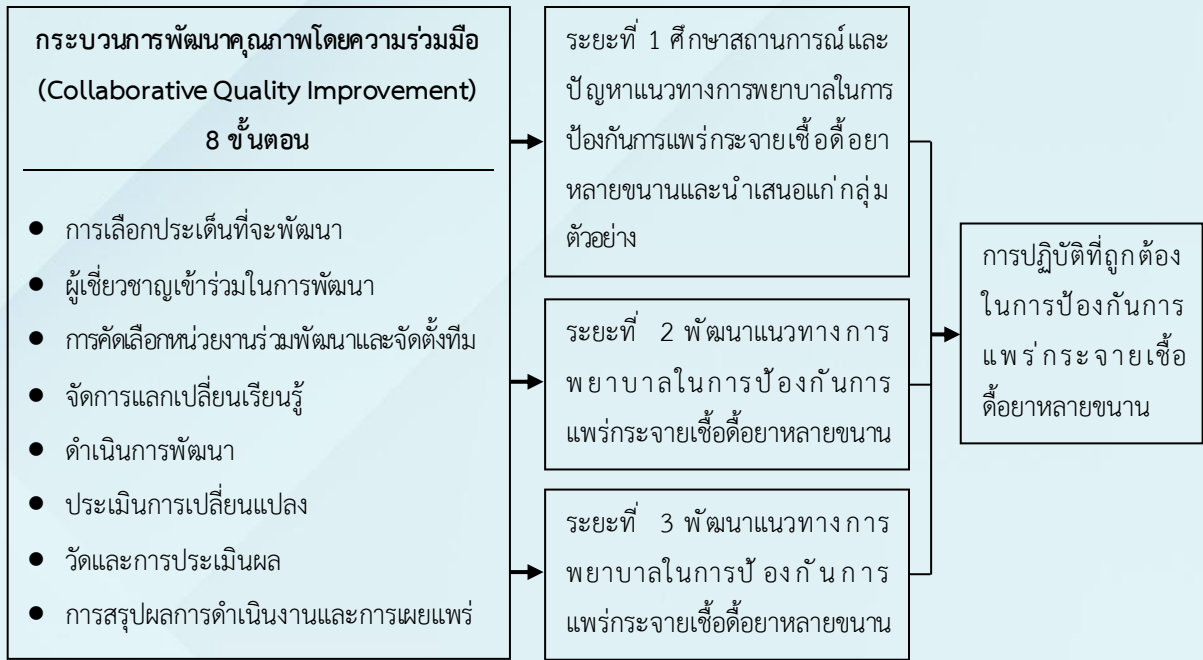 กระบวนการพัฒนาคุณภาพโดยความร่วมมือ
(Collaborative Quality Improvement)
8 ขั้นตอน
● การเลือกประเด็นที่จะพัฒนา
● ผู้เชี่ยวชาญเข้าร่วมในการพัฒนา
● การคัดเลือกหน่วยงานร่วมพัฒนาและจัดตั้งทีม
● จัดการแลกเปลี่ยนเรียนรู้
● ดำเนินการพัฒนา
● ประเมินการเปลี่ยนแปลง
● วัดและการประเมินผล
● การสรุปผลการดำเนินงานและการเผยแพร่
ระยะที่ 1 ศึกษาสถานการณ์และ
ปัญหาแนวทางการพยาบาลในการ
ป้องกันการแพร่กระจายเชื้อดื้อยา
หลายขนานและนำเสนอแก่กลุ่ม
ตัวอย่าง
ระยะที่ 2 พัฒนาแนวทางการ
พยาบาลในการป้องกันการ
แพร่กระจายเชื้อดื้อยาหลายขนาน
ระยะที่ 3 พัฒนาแนวทางการ
พยาบาลในการป้องกันการ
แพร่กระจายเชื้อดื้อยาหลายขนาน
การปฏิบัติที่ถูกต้อง
ในการป้องกันการ
แพร่กระจายเชื้อ
ดื้อยาหลายขนาน